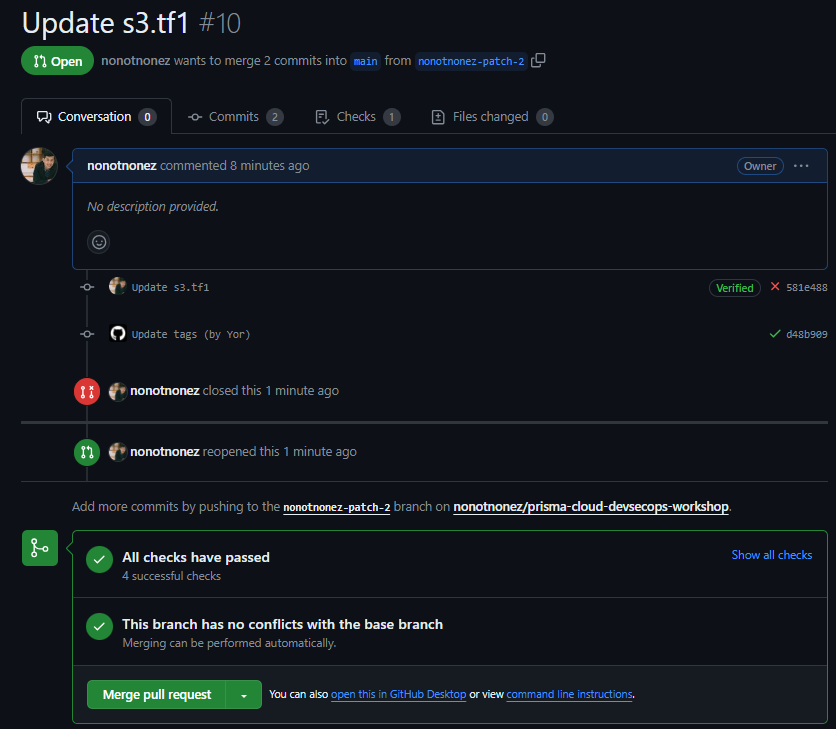 Update s3.tf1 #10
Open nonotnonez wants to merge 2 commits into main from nonotnonez-patch-2
Conversation 0 Commits 2 Checks 1 Files changed 0
nonotnonez commented 8 minutes ago Owner ...
No description provided.
Update s3.tf1 Verified 581e488
Update tags (by Yor) d48b909
nonotnonez closed this 1 minute ago
nonotnonez reopened this 1 minute ago
Add more commits by pushing to the nonotnonez-patch-2 branch on nonotnonez/prisma-cloud-devsecops-workshop.
All checks have passed Show all checks
4 successful checks
This branch has no conflicts with the base branch
Merging can be performed automatically.
Merge pull request You can also open this in GitHub Desktop or view command line instructions.